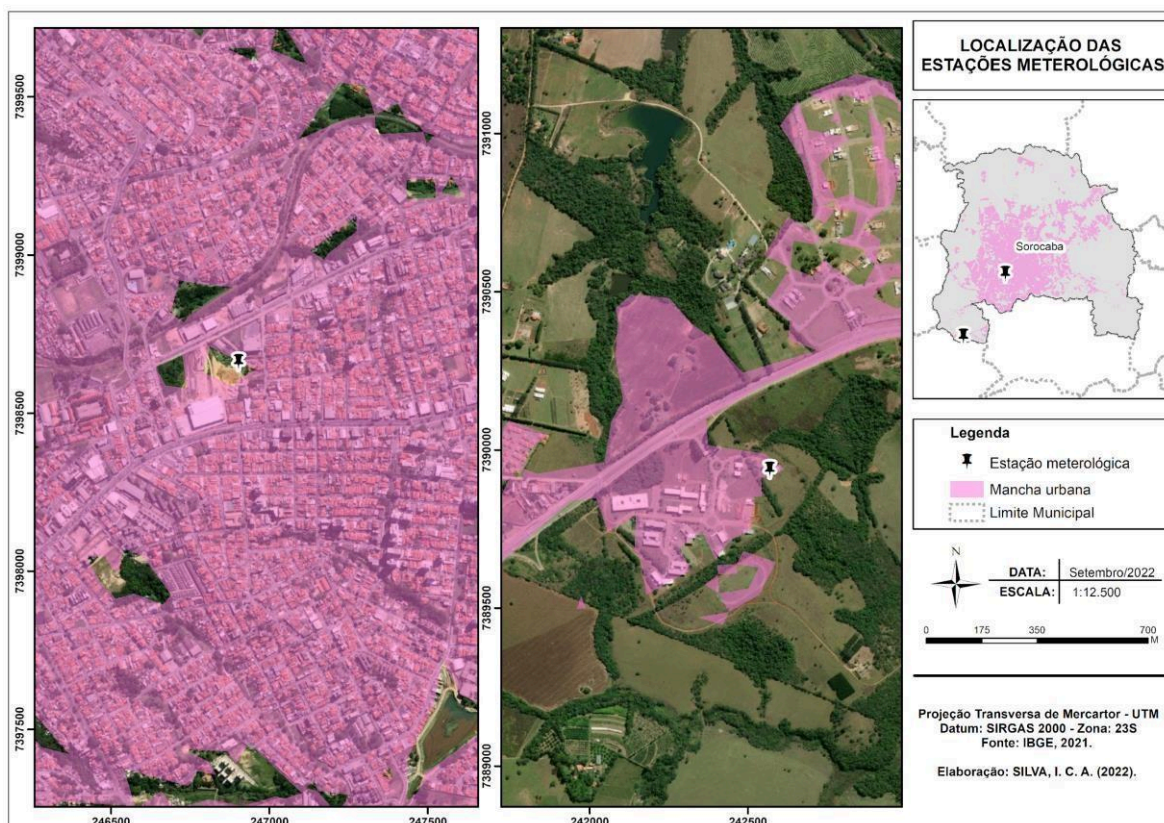 LOCALIZAÇÃO DAS
ESTAÇÕES METEROLÓGICAS
Sorocaba
Legenda
Estação meterológica
Mancha urbana
Limite Municipal
N
DATA: Setembro/2022
ESCALA: 1:12.500
0 175 350 700
M
Projeção Transversa de Mercartor - UTM
Datum: SIRGAS 2000 - Zona: 23S
Fonte: IBGE, 2021.
Elaboração: SILVA, I. C. A. (2022).
7399500
7399000
7398500
7398000
7397500
246500 247000 247500
7391000
7390500
7390000
7389500
7389000
242000 242500